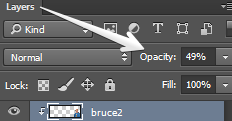 Layers
Kind
Normal Opacity: 49%
Lock: Fill: 100%
bruce2